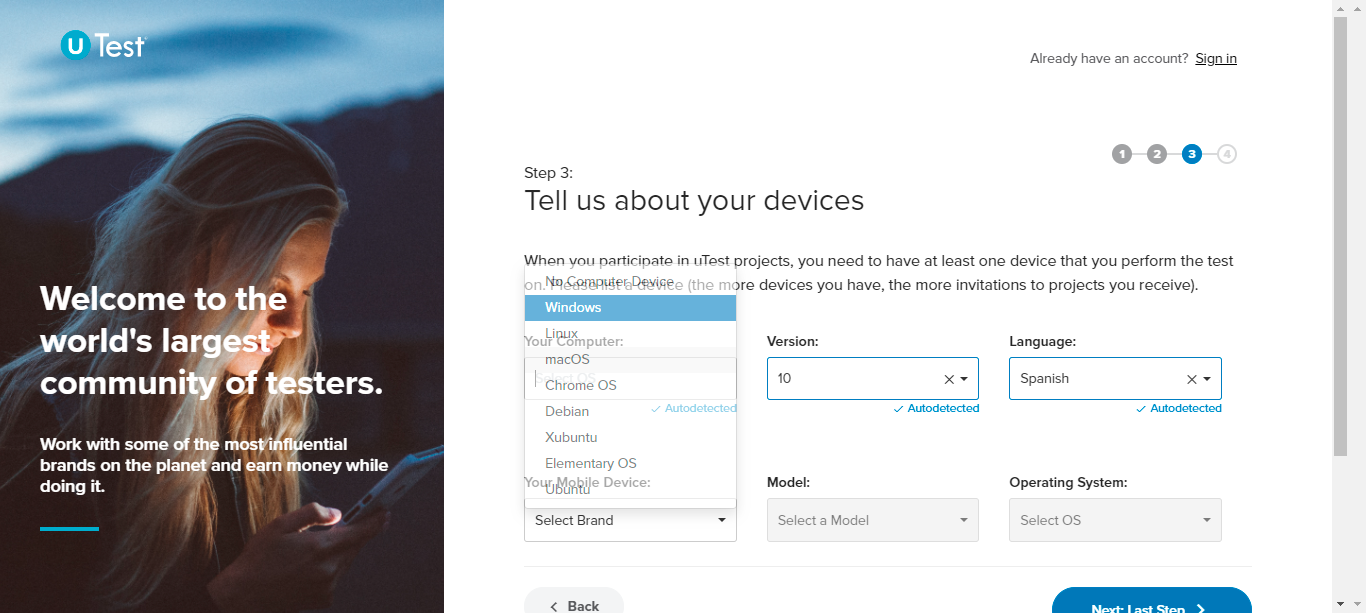 U Test
Already have an account? Sign in
1 2 3 4
Step 3:
Tell us about your devices
When you participate in uTest projects, you need to have at least one device that you perform the test
on. Please list a device (the more devices you have, the more invitations to projects you receive).
No Computer Device
Windows
Linux
macOS
Chrome OS
Debian
Xubuntu
Elementary OS
Ubuntu
Your Computer:
Select OS
Autodetected
Version:
10
Autodetected
Language:
Spanish
Autodetected
Your Mobile Device:
Select Brand
Model:
Select a Model
Operating System:
Select OS
Back
Next: Last Step
Welcome to the
world's largest
community of testers.
Work with some of the most influential
brands on the planet and earn money while
doing it.